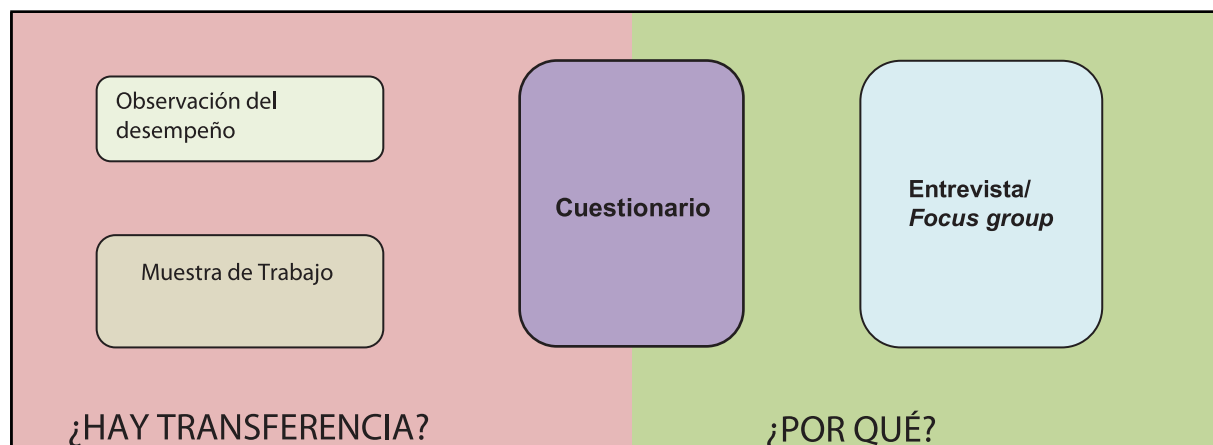 Observación del
desempeño
Muestra de Trabajo
Cuestionario
Entrevista/
Focus group
¿HAY TRANSFERENCIA?
¿POR QUÉ?